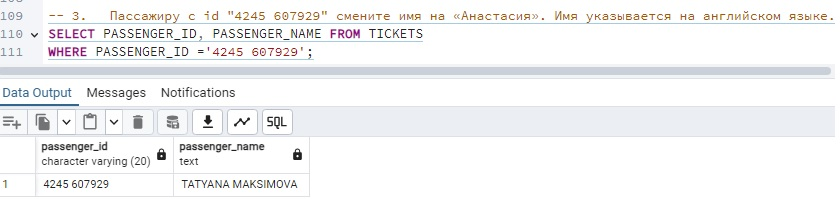 109
-- 3. Пассажиру с id "4245 607929" смените имя на «Анастасия». Имя указывается на английском языке.
110 SELECT PASSENGER_ID, PASSENGER_NAME FROM TICKETS
111 WHERE PASSENGER_ID ='4245 607929';
Data Output Messages Notifications
SQL
passenger_id passenger_name
character varying (20) text
1 4245 607929 TATYANA MAKSIMOVA